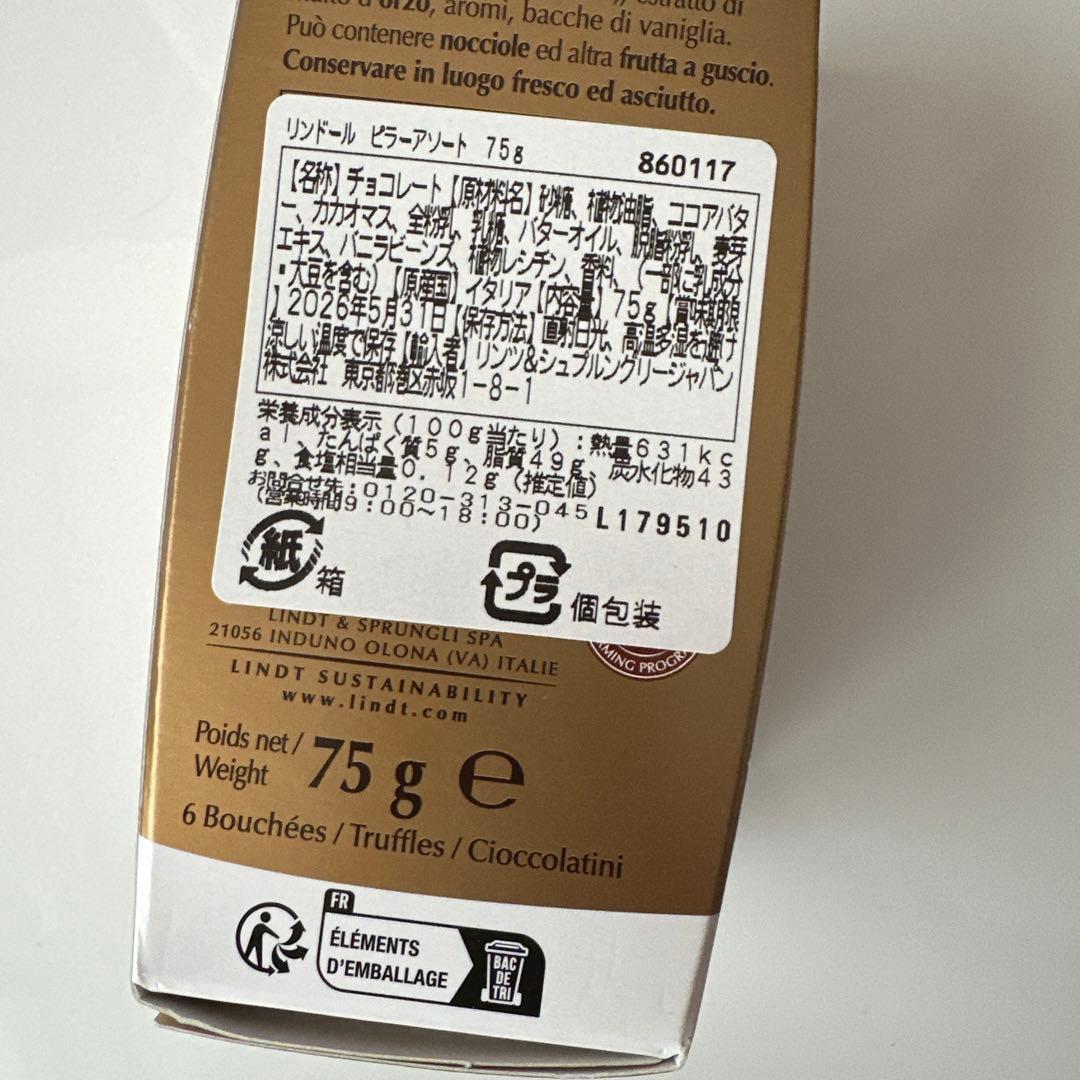 estratto di
malto d'orzo, aromi, bacche di vaniglia.
Può contenere nocciole ed altra frutta a guscio.
Conservare in luogo fresco ed asciutto.
リンドール ピラーアソート 75g 860117
【名称】チョコレート【原材料名】砂糖、植物油脂、ココアバタ
ー、カカオマス、全粉乳、乳糖、バターオイル、脱脂粉乳、麦芽
エキス、バニラビーンズ、植物レシチン、香料、（一部に乳成分
・大豆を含む）【原産国】イタリア【内容量】75g【賞味期限
】2026年5月31日【保存方法】直射日光、高温多湿を避け
涼しい温度で保存【輸入者】リンツ&シュプルングリージャパン
株式会社 東京都港区赤坂1-8-1
栄養成分表示（100g当たり）:熱量631kc
al、たんぱく質5g、脂質49g、炭水化物43
g、食塩相当量0.12g（推定値）
お問合せ先:0120-313-045
（営業時間9:00〜18:00） L179510
紙 箱
プラ 個包装
LINDT & SPRÜNGLI SPA
21056 INDUNO OLONA (VA) ITALIE
MING PROGRA
LINDT SUSTAINABILITY
www.lindt.com
Poids net/
Weight 75 g e
6 Bouchées / Truffles / Cioccolatini
FR
ÉLÉMENTS
D'EMBALLAGE
BAC
DE
TRI